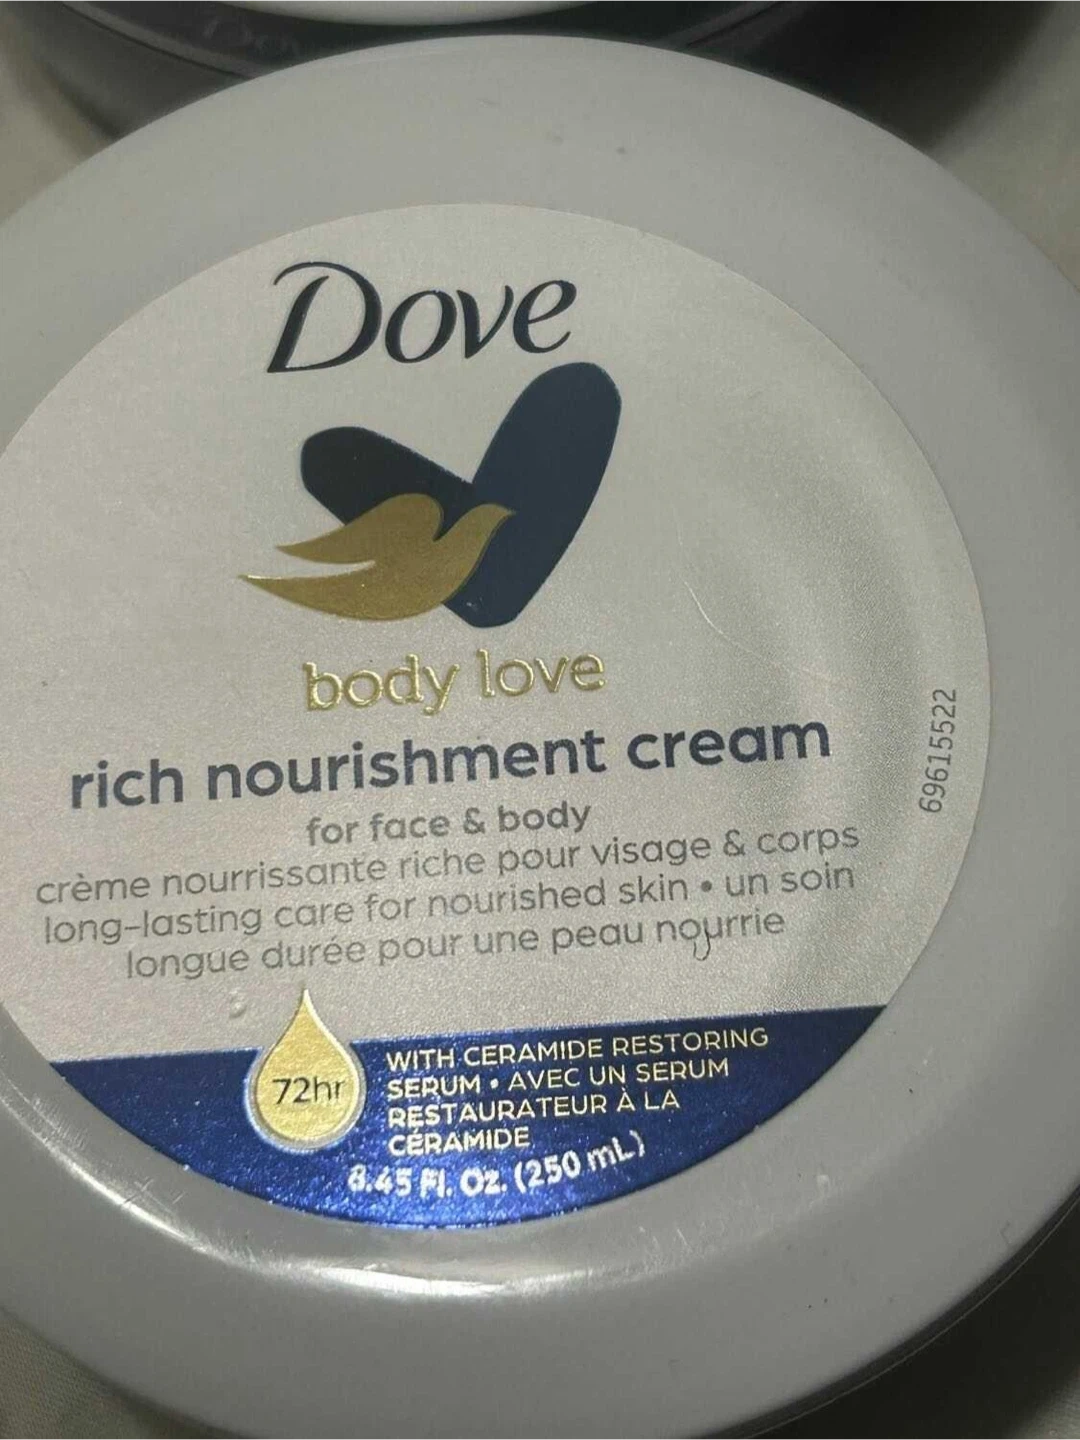 Dove
body love
rich nourishment cream
for face & body
crème nourrissante riche pour visage & corps
long-lasting care for nourished skin • un soin
longue durée pour une peau nourrie
72hr
WITH CERAMIDE RESTORING
SERUM • AVEC UN SERUM
RESTAURATEUR À LA
CÉRAMIDE
8.45 Fl. Oz. (250 mL)
69615522